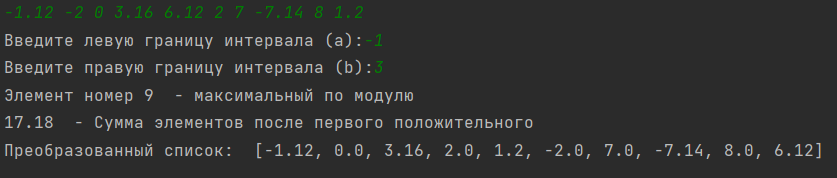 -1.12 -2 0 3.16 6.12 2 7 -7.14 8 1.2
Введите левую границу интервала (a):-1
Введите правую границу интервала (b):3
Элемент номер 9  - максимальный по модулю
17.18  - Сумма элементов после первого положительного
Преобразованный список:  [-1.12, 0.0, 3.16, 2.0, 1.2, -2.0, 7.0, -7.14, 8.0, 6.12]